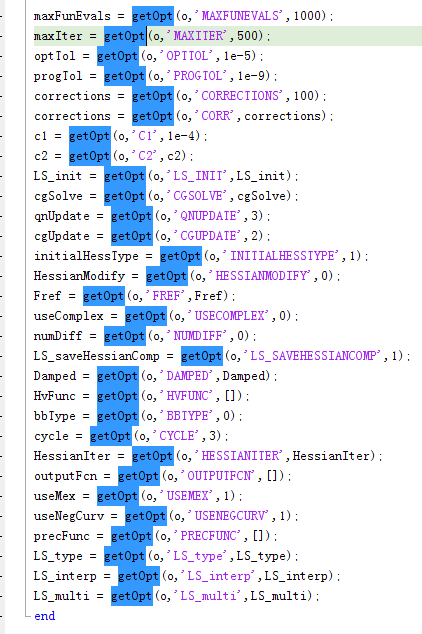 maxFunEvals = getOpt(o,'MAXFUNEVALS',1000);
maxIter = getOpt(o,'MAXITER',500);
optTol = getOpt(o,'OPTTOL',1e-5);
progTol = getOpt(o,'PROGTOL',1e-9);
corrections = getOpt(o,'CORRECTIONS',100);
corrections = getOpt(o,'CORR',corrections);
c1 = getOpt(o,'C1',1e-4);
c2 = getOpt(o,'C2',c2);
LS_init = getOpt(o,'LS_INIT',LS_init);
cgSolve = getOpt(o,'CGSOLVE',cgSolve);
qnUpdate = getOpt(o,'QNUPDATE',3);
cgUpdate = getOpt(o,'CGUPDATE',2);
initialHessType = getOpt(o,'INITIALHESSTYPE',1);
HessianModify = getOpt(o,'HESSIANMODIFY',0);
Fref = getOpt(o,'FREF',Fref);
useComplex = getOpt(o,'USECOMPLEX',0);
numDiff = getOpt(o,'NUMDIFF',0);
LS_saveHessianComp = getOpt(o,'LS_SAVEHESSIANCOMP',1);
Damped = getOpt(o,'DAMPED',Damped);
HvFunc = getOpt(o,'HVFUNC',[]);
bbType = getOpt(o,'BBTYPE',0);
cycle = getOpt(o,'CYCLE',3);
HessianIter = getOpt(o,'HESSIANITER',HessianIter);
outputFcn = getOpt(o,'OUTPUTFCN',[]);
useMex = getOpt(o,'USEMEX',1);
useNegCurv = getOpt(o,'USENEGCURV',1);
precFunc = getOpt(o,'PRECFUNC',[]);
LS_type = getOpt(o,'LS_type',LS_type);
LS_interp = getOpt(o,'LS_interp',LS_interp);
LS_multi = getOpt(o,'LS_multi',LS_multi);
end